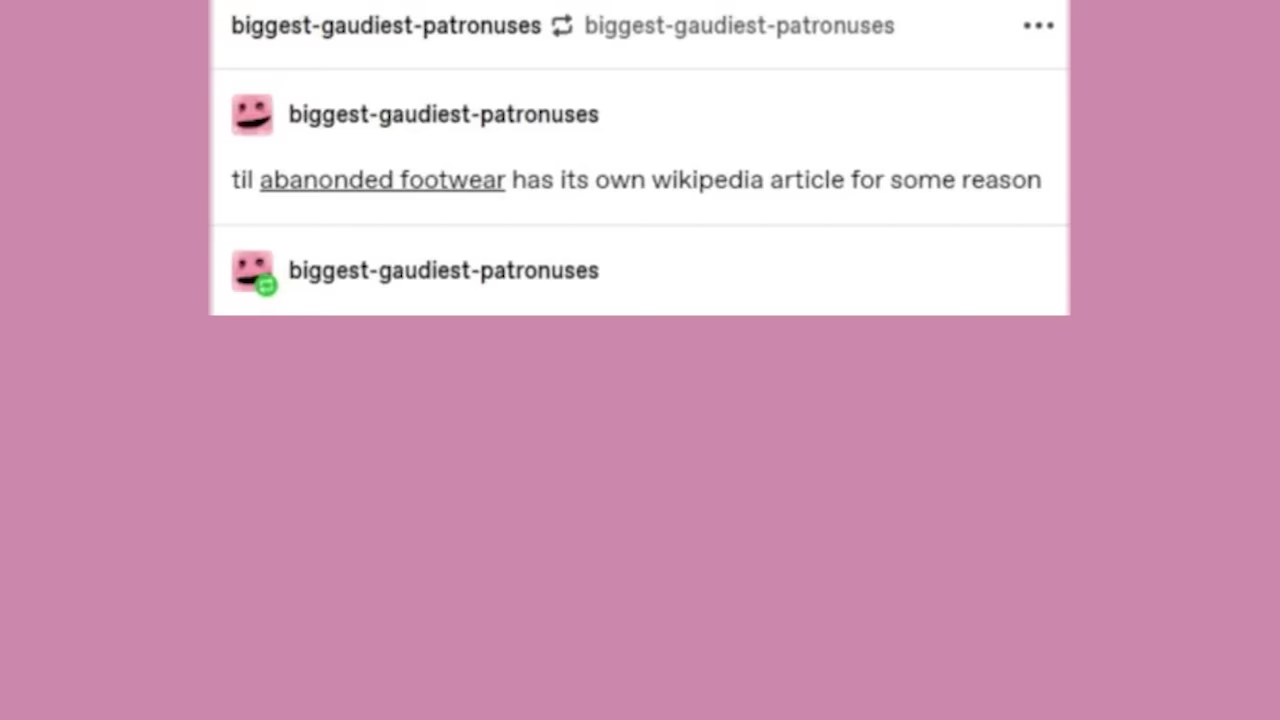 biggest-gaudiest-patronuses biggest-gaudiest-patronuses
biggest-gaudiest-patronuses
til abanonded footwear has its own wikipedia article for some reason
biggest-gaudiest-patronuses